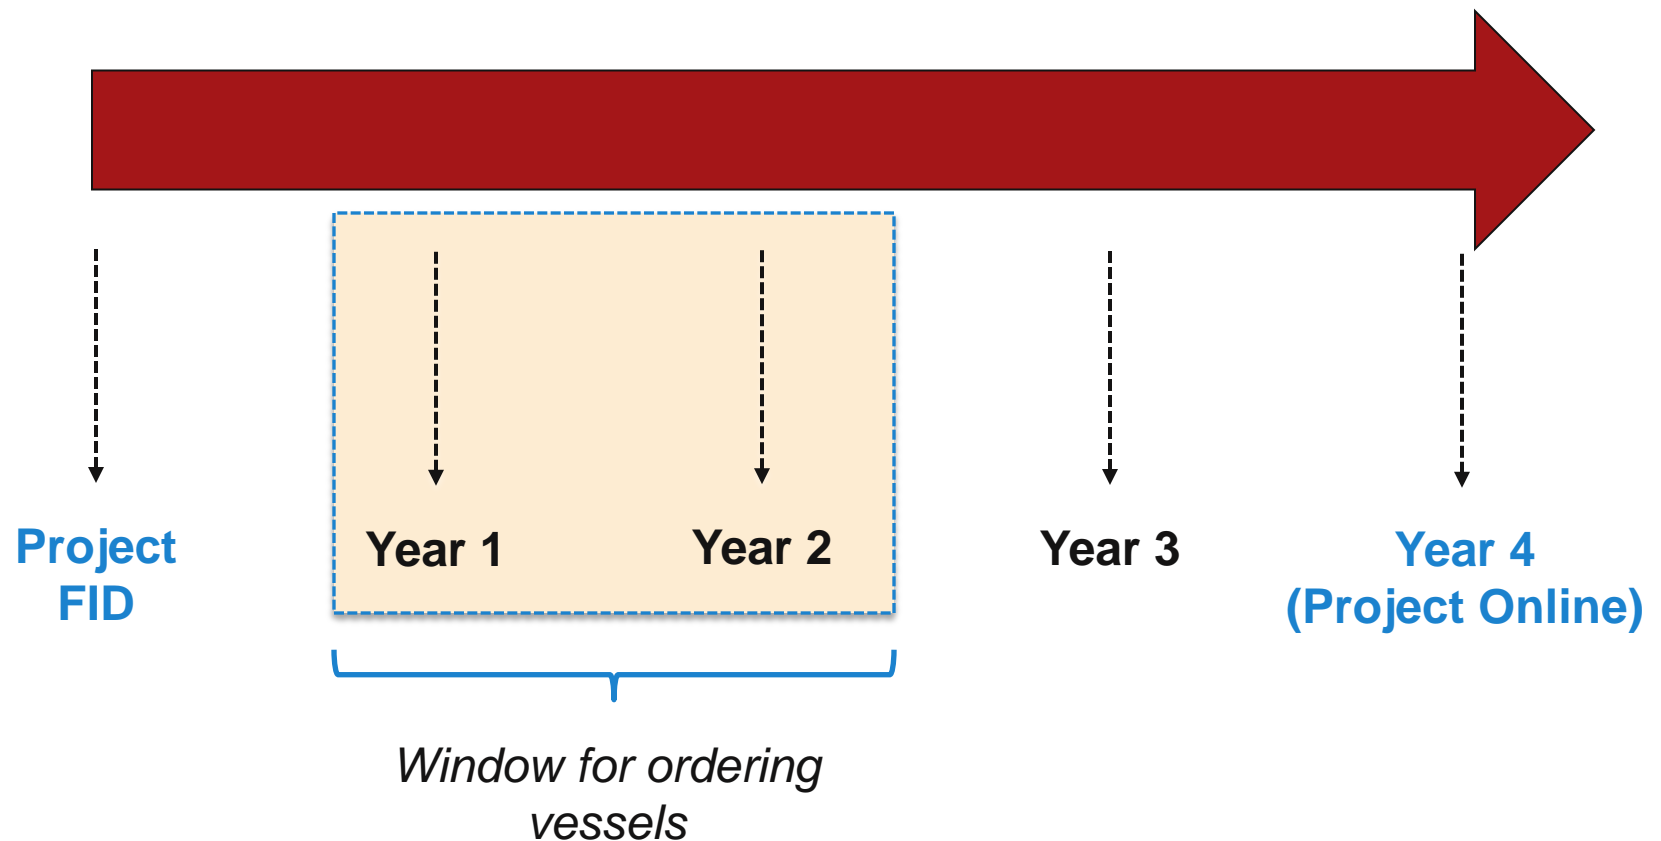 Project
FID
Year 1
Year 2
Year 3
Year 4
(Project Online)
Window for ordering
vessels